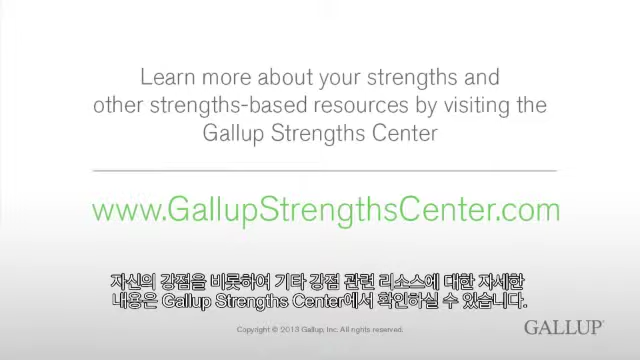 Learn more about your strengths and
other strengths-based resources by visiting the
Gallup Strengths Center
www.GallupStrengthsCenter.com
자신의 강점을 비롯하여 기타 강점 관련 리소스에 대한 자세한
내용은 Gallup Strengths Center에서 확인하실 수 있습니다.
Copyright © 2013 Gallup, Inc. All rights reserved.
GALLUP®